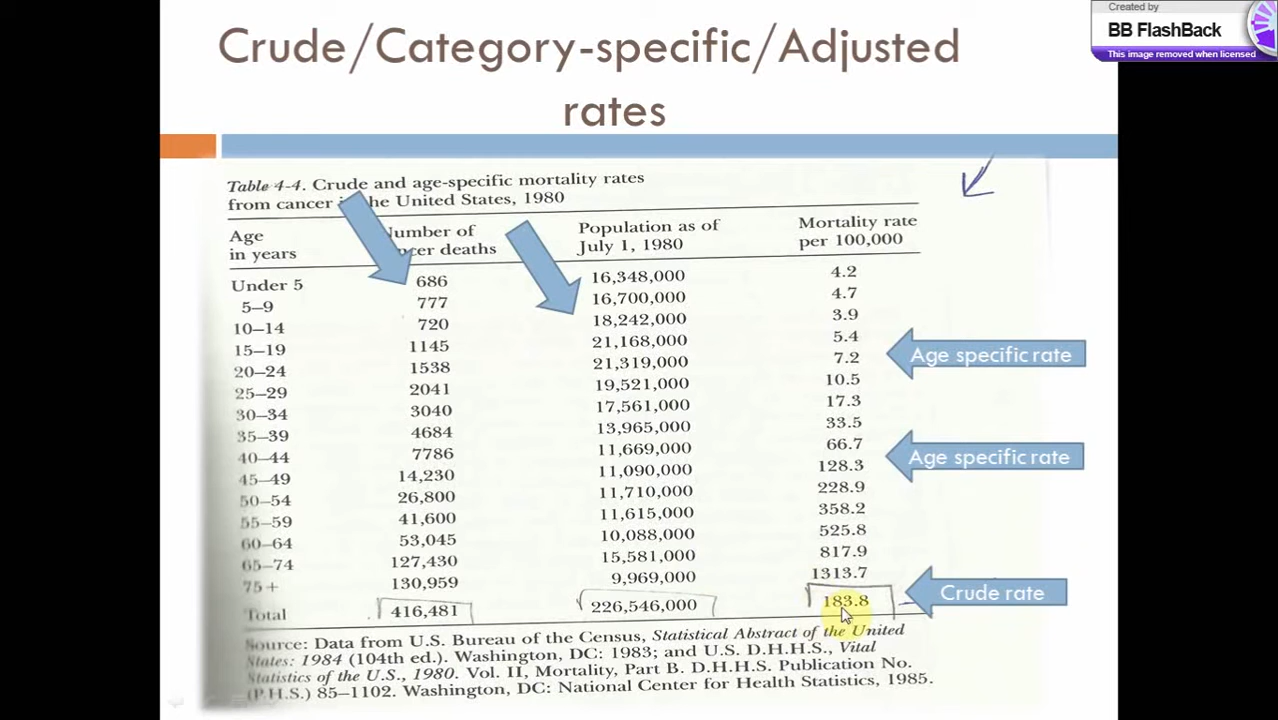 Created by
BB FlashBack
This image removed when licensed
Crude/Category-specific/Adjusted
rates
Table 4-4. Crude and age-specific mortality rates
from cancer the United States, 1980
Age in years Number of deaths Population as of July 1, 1980 Mortality rate per 100,000
Under 5 686 16,348,000 4.2
5–9 777 16,700,000 4.7
10–14 720 18,242,000 3.9
15–19 1145 21,168,000 5.4
20–24 1538 21,319,000 7.2
25–29 2041 19,521,000 10.5
30–34 3040 17,561,000 17.3
35–39 4684 13,965,000 33.5
40–44 7786 11,669,000 66.7
45–49 14,230 11,090,000 128.3
50–54 26,800 11,710,000 228.9
55–59 41,600 11,615,000 358.2
60–64 53,045 10,088,000 525.8
65–74 127,430 15,581,000 817.9
75+ 130,959 9,969,000 1313.7
Total 416,481 226,546,000 183.8
Age specific rate
Age specific rate
Crude rate
Source: Data from U.S. Bureau of the Census, Statistical Abstract of the United
States: 1984 (104th ed.). Washington, DC: 1983; and U.S. D.H.H.S., Vital
Statistics of the U.S., 1980. Vol. II, Mortality, Part B. D.H.H.S. Publication No.
(P.H.S.) 85–1102. Washington, DC: National Center for Health Statistics, 1985.